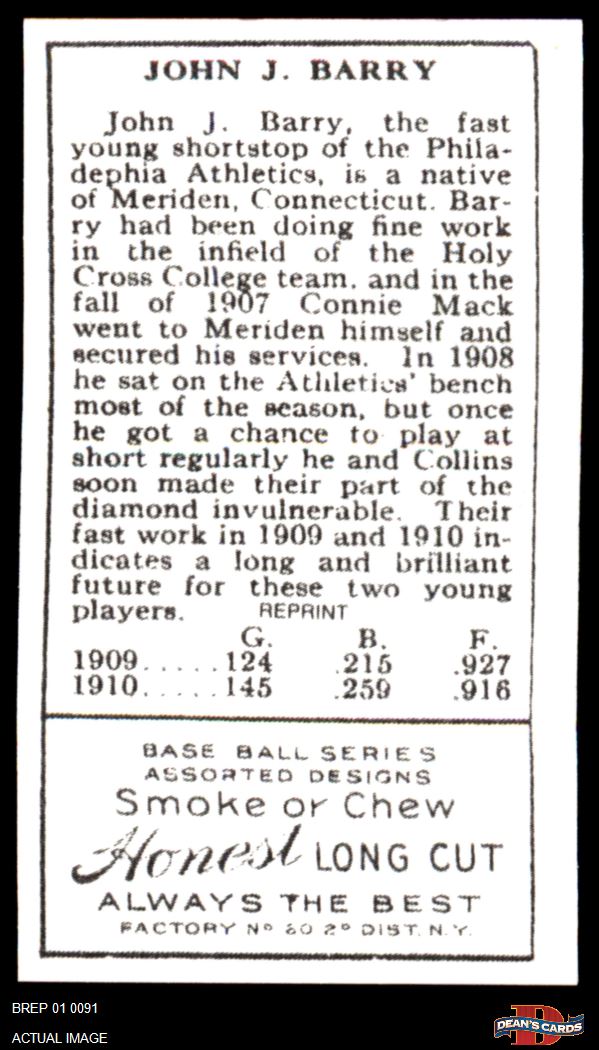 JOHN J. BARRY
John J. Barry, the fast
young shortstop of the Phila-
dephia Athletics, is a native
of Meriden, Connecticut. Bar-
ry had been doing fine work
in the infield of the Holy
Cross College team, and in the
fall of 1907 Connie Mack
went to Meriden himself and
secured his services. In 1908
he sat on the Athletics' bench
most of the season, but once
he got a chance to play at
short regularly he and Collins
soon made their part of the
diamond invulnerable. Their
fast work in 1909 and 1910 in-
dicates a long and brilliant
future for these two young
players. REPRINT
G. B. F.
1909.....124 .215 .927
1910.....145 .259 .916
BASE BALL SERIES
ASSORTED DESIGNS
Smoke or Chew
Honest LONG CUT
ALWAYS THE BEST
FACTORY Nº 30 2º DIST. N.Y.
BREP 01 0091
ACTUAL IMAGE
D
DEAN'S CARDS